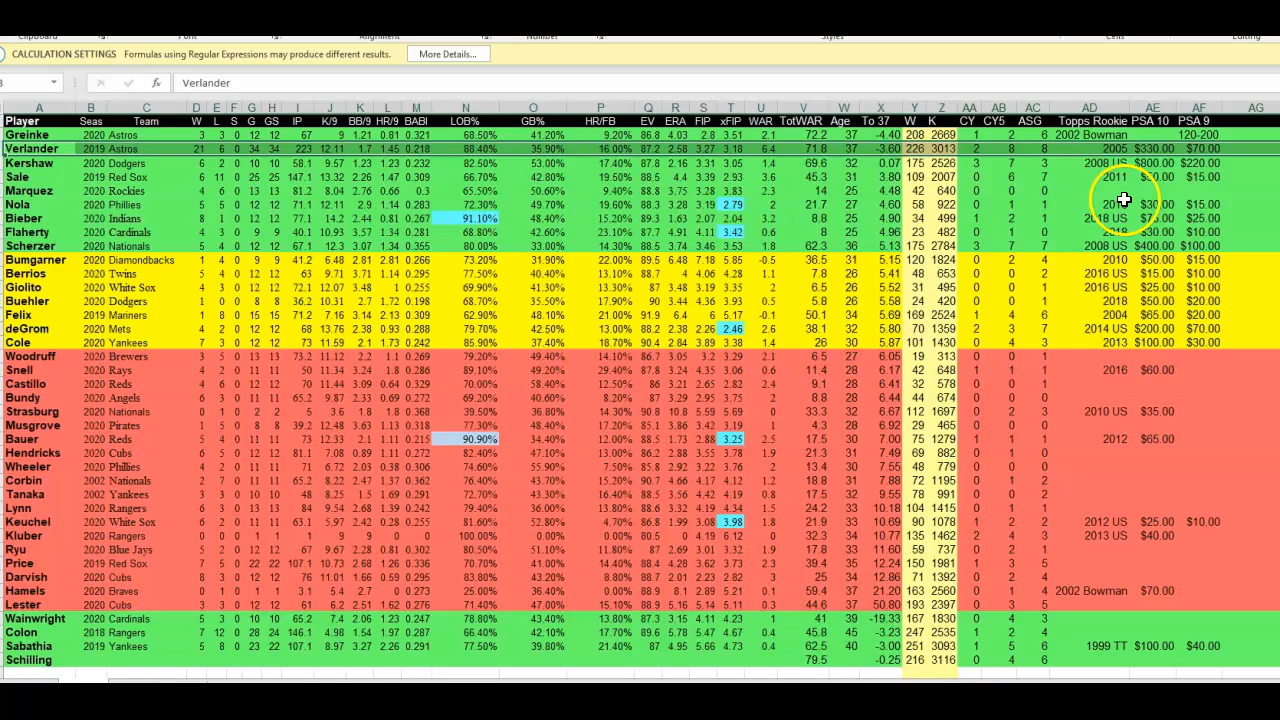 CALCULATION SETTINGS Formulas using Regular Expressions may produce different results. More Details...
Verlander
A B C D E F G H I J K L M N O P Q R S T U V W X Y Z AA AB AC AD AE AF AG
Player Seas Team W L S G GS IP K/9 BB/9 HR/9 BABI LOB% GB% HR/FB EV ERA FIP xFIP WAR TotWAR Age To 37 W K CY CY5 ASG Topps Rookie PSA 10 PSA 9
Greinke 2020 Astros 3 3 0 12 12 67 9 1.21 0.81 0.321 68.50% 41.20% 9.20% 86.8 4.03 2.8 3.51 2.1 72.2 37 -4.40 208 2669 1 2 6 2002 Bowman 120-200
Verlander 2019 Astros 21 6 0 34 34 223 12.11 1.7 1.45 0.218 88.40% 35.90% 16.00% 87.2 2.58 3.27 3.18 6.4 71.8 37 -3.60 226 3013 2 8 8 2005 $330.00 $70.00
Kershaw 2020 Dodgers 6 2 0 10 10 58.1 9.57 1.23 1.23 0.232 82.50% 53.00% 17.40% 87.8 2.16 3.31 3.05 1.4 69.6 32 0.07 175 2526 3 7 3 2008 US $800.00 $220.00
Sale 2019 Red Sox 6 11 0 25 25 147.1 13.32 2.26 1.47 0.309 66.70% 42.80% 19.50% 86 4.4 3.39 2.93 3.6 45.3 31 3.80 109 2007 0 6 7 2011 $15.00
Marquez 2020 Rockies 4 6 0 13 13 81.2 8.04 2.76 0.66 0.3 65.50% 50.60% 9.40% 88.8 3.75 3.28 3.83 2 14 25 4.48 42 640 0 0 0
Nola 2020 Phillies 5 5 0 12 12 71.1 12.11 2.9 1.14 0.283 72.30% 49.70% 16.10% 88.4 3.28 3.19 2.79 2 21.7 27 4.76 58 922 0 1 1 $15.00
Bieber 2020 Indians 8 1 0 12 12 77.1 14.2 2.44 0.81 0.267 91.10% 48.40% 15.20% 89.3 1.63 2.07 2.04 3.2 8.8 25 4.90 34 499 1 2 1 2018 US $25.00
Flaherty 2020 Cardinals 4 3 0 9 9 40.1 10.93 3.57 1.34 0.281 68.80% 42.60% 23.10% 87.7 4.91 4.11 3.42 0.6 8 25 4.96 23 482 0 1 0 2018 $30.00 $10.00
Scherzer 2020 Nationals 5 4 0 12 12 67.1 12.3 3.07 1.34 0.355 80.00% 33.00% 14.30% 88.5 3.74 3.46 3.53 1.8 62.3 36 5.13 175 2784 3 7 7 2008 US $400.00 $100.00
Bumgarner 2020 Diamondbacks 1 4 0 9 9 41.2 6.48 2.81 2.81 0.266 73.20% 31.90% 22.00% 88.5 6.48 7.18 5.85 -0.5 36.5 31 5.15 120 1824 0 2 4 2010 $50.00 $15.00
Berrios 2020 Twins 5 4 0 12 12 63 9.71 3.71 1.14 0.295 77.50% 40.40% 13.30% 88.7 4 4.06 4.28 1.1 7.8 26 5.41 48 653 0 0 2 2016 US $15.00 $10.00
Giolito 2020 White Sox 4 3 0 12 12 72.1 12.07 3.48 1 0.255 69.90% 41.30% 13.30% 87 3.48 3.19 3.35 2 6.5 26 5.52 31 495 0 1 1 2016 US $25.00 $10.00
Buehler 2020 Dodgers 1 0 0 8 8 36.2 10.31 2.7 1.72 0.198 68.70% 35.50% 17.90% 90 3.44 4.36 3.93 0.5 5.8 26 5.58 24 420 0 1 1 2018 $50.00 $20.00
Felix 2019 Mariners 1 8 0 15 15 71.2 7.16 3.14 2.13 0.309 62.90% 48.10% 21.00% 91.9 6.4 6 5.17 -0.1 50.1 34 5.69 169 2524 1 4 6 2004 $65.00 $20.00
deGrom 2020 Mets 4 2 0 12 12 68 13.76 2.38 0.93 0.288 79.70% 42.50% 13.00% 88.2 2.38 2.26 2.46 2.6 38.1 32 5.80 70 1359 2 3 3 2014 US $200.00 $70.00
Cole 2020 Yankees 7 3 0 12 12 73 11.59 2.1 1.73 0.242 85.90% 37.40% 18.70% 90.4 2.84 3.89 3.38 1.4 26 30 5.87 101 1430 0 4 3 2013 $100.00 $30.00
Woodruff 2020 Brewers 3 5 0 13 13 73.2 11.12 2.2 1.1 0.269 79.20% 49.40% 14.10% 86.7 3.05 3.2 3.29 2.1 6.5 27 6.05 19 313 0 0 1
Snell 2020 Rays 4 2 0 11 11 50 11.34 3.24 1.8 0.286 89.10% 49.20% 29.40% 87.8 3.24 4.35 3.06 0.6 11.4 28 6.17 42 648 1 1 1 2016 $60.00
Castillo 2020 Reds 4 6 0 12 12 70 11.44 3.09 0.64 0.329 70.00% 58.40% 12.50% 86 3.21 2.65 2.82 2.4 9.1 28 6.41 32 578 0 0 1
Bundy 2020 Angels 6 3 0 11 11 65.2 9.87 2.33 0.71 0.272 69.20% 41.20% 8.20% 87 3.29 2.95 3.75 2 8.8 28 6.44 44 674 0 1 0
Strasburg 2020 Nationals 0 1 0 2 2 5 3.6 1.8 1.8 0.368 39.50% 36.80% 14.30% 90.8 10.8 5.59 5.69 0 33.3 32 6.67 112 1697 0 2 3 2010 US $35.00
Musgrove 2020 Pirates 1 5 0 8 8 39.2 12.48 3.63 1.13 0.318 77.80% 48.40% 17.20% 85.1 3.86 3.42 3.19 1 4.3 28 6.92 29 465 0 0 0
Bauer 2020 Reds 5 4 0 11 11 73 12.33 2.1 1.11 0.215 90.90% 34.40% 12.00% 88.5 1.73 2.88 3.25 2.5 17.5 30 7.00 75 1279 1 1 1 2012 $65.00
Hendricks 2020 Cubs 6 5 0 12 12 81.1 7.08 0.89 1.11 0.272 82.40% 47.10% 13.00% 86.2 2.88 3.55 3.78 1.9 21.3 31 7.49 69 882 0 1 0
Wheeler 2020 Phillies 4 2 0 11 11 71 6.72 2.03 0.38 0.306 74.60% 55.90% 7.50% 85.8 2.92 3.22 3.76 2 13.4 30 7.55 48 779 0 0 0
Corbin 2002 Nationals 2 7 0 11 11 65.2 8.22 2.47 1.37 0.362 76.40% 43.70% 15.20% 90.7 4.66 4.17 4.12 1.2 18.8 31 7.88 72 1195 0 1 2
Tanaka 2002 Yankees 3 3 0 10 10 48 8.25 1.5 1.69 0.291 72.70% 43.30% 16.40% 88.5 3.56 4.42 4.19 0.8 17.5 32 9.55 78 991 0 1 2
Lynn 2020 Rangers 6 3 0 13 13 84 9.54 2.68 1.39 0.242 79.40% 36.00% 13.80% 88.6 3.32 4.19 4.34 1.5 24.2 33 10.18 104 1415 0 1 1
Keuchel 2020 White Sox 6 2 0 11 11 63.1 5.97 2.42 0.28 0.255 81.60% 52.80% 4.70% 86.8 1.99 3.08 3.98 1.8 21.9 33 10.69 90 1078 1 2 2 2012 US $25.00 $10.00
Kluber 2020 Rangers 0 0 0 1 1 1 9 9 0 0 100.00% 0.00% 0.00% 80.5 0 4.19 6.12 0 32.3 34 10.77 135 1462 2 4 3 2013 US $40.00
Ryu 2020 Blue Jays 5 2 0 12 12 67 9.67 2.28 0.81 0.302 80.50% 51.10% 11.80% 87 2.69 3.01 3.32 1.9 17.8 33 11.60 59 737 0 2 1
Price 2019 Red Sox 7 5 0 22 22 107.1 10.73 2.68 1.26 0.336 70.70% 41.00% 14.40% 88.4 4.28 3.62 3.73 2.3 39.4 35 12.24 150 1981 1 3 5
Darvish 2020 Cubs 8 3 0 12 12 76 11.01 1.66 0.59 0.295 83.80% 43.20% 8.20% 88.7 2.01 2.23 2.82 3 25 34 12.86 71 1392 0 2 4
Hamels 2020 Braves 0 1 0 1 1 3.1 5.4 2.7 0 0.273 25.00% 36.40% 0.00% 88.9 8.1 2.89 5.21 0.1 59.4 37 21.20 163 2560 0 1 4 2002 Bowman $70.00
Lester 2020 Cubs 3 3 0 12 12 61 6.2 2.51 1.62 0.276 71.40% 47.00% 15.10% 88.9 5.16 5.14 5.11 0.3 44.6 37 50.80 193 2397 0 3 5
Wainwright 2020 Cardinals 5 3 0 10 10 65.2 7.4 2.06 1.23 0.247 78.80% 43.40% 13.80% 87.3 3.15 4.11 4.23 1 41 39 -19.33 167 1830 0 4 3
Colon 2018 Rangers 7 12 0 28 24 146.1 4.98 1.54 1.97 0.287 66.40% 42.10% 17.70% 89.6 5.78 5.47 4.67 0.4 45.8 45 -3.23 247 2535 1 2 4
Sabathia 2019 Yankees 5 8 0 23 22 107.1 8.97 3.27 2.26 0.291 77.50% 39.80% 21.40% 87 4.95 5.66 4.73 0.4 62.5 40 -3.00 251 3093 1 5 6 1999 TT $100.00 $40.00
Schilling 79.5 -0.25 216 3116 0 4 6